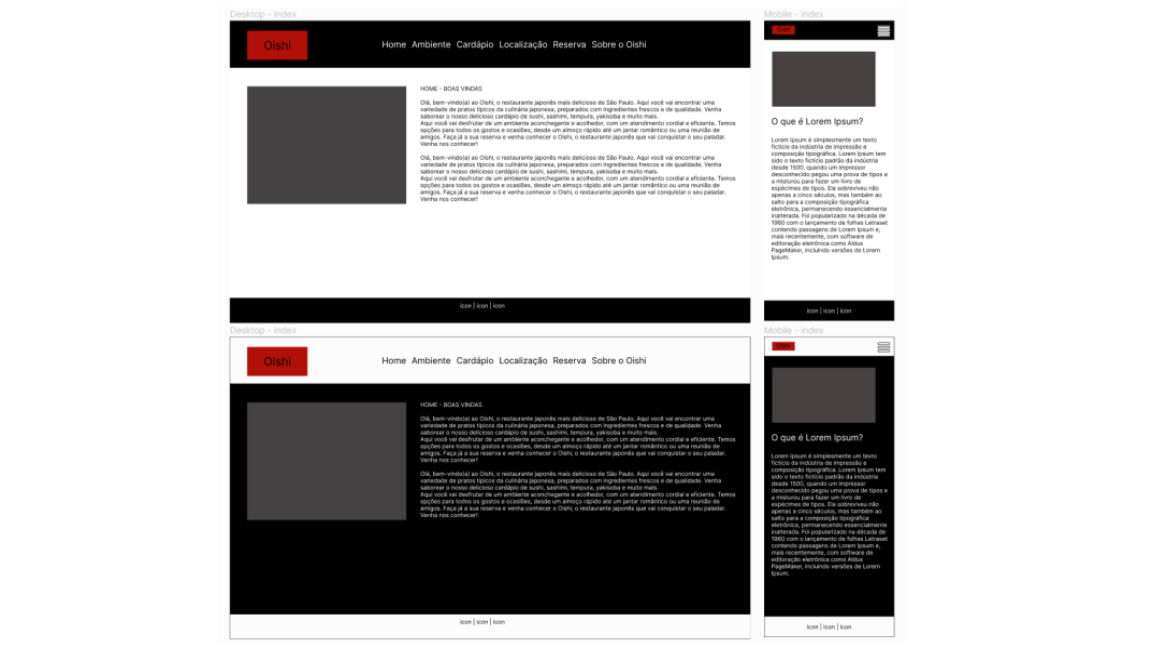 Desktop - index
Oishi
Home Ambiente Cardápio Localização Reserva Sobre o Oishi
HOME - BOAS VINDAS
Olá, bem-vindo(a) ao Oishi, o restaurante japonês mais delicioso de São Paulo. Aqui você vai encontrar uma
variedade de pratos típicos da culinária japonesa, preparados com ingredientes frescos e de qualidade. Venha
saborear o nosso delicioso cardápio de sushi, sashimi, tempura, yakisoba e muito mais.
Aqui você vai desfrutar de um ambiente aconchegante e acolhedor, com um atendimento cordial e eficiente. Temos
opções para todos os gostos e ocasiões, desde um almoço rápido até um jantar romântico ou uma reunião de
amigos. Faça já a sua reserva e venha conhecer o Oishi, o restaurante japonês que vai conquistar o seu paladar.
Venha nos conhecer!
Olá, bem-vindo(a) ao Oishi, o restaurante japonês mais delicioso de São Paulo. Aqui você vai encontrar uma
variedade de pratos típicos da culinária japonesa, preparados com ingredientes frescos e de qualidade. Venha
saborear o nosso delicioso cardápio de sushi, sashimi, tempura, yakisoba e muito mais.
Aqui você vai desfrutar de um ambiente aconchegante e acolhedor, com um atendimento cordial e eficiente. Temos
opções para todos os gostos e ocasiões, desde um almoço rápido até um jantar romântico ou uma reunião de
amigos. Faça já a sua reserva e venha conhecer o Oishi, o restaurante japonês que vai conquistar o seu paladar.
Venha nos conhecer!
icon | icon | icon
Mobile - index
Oishi
O que é Lorem Ipsum?
Lorem Ipsum é simplesmente um texto
fictício da indústria de impressão e
composição tipográfica. Lorem Ipsum tem
sido o texto fictício padrão da indústria
desde 1500, quando um impressor
desconhecido pegou uma prova de tipos e
a misturou para fazer um livro de
espécimes de tipos. Ela sobreviveu não
apenas a cinco séculos, mas também ao
salto para a composição tipográfica
eletrônica, permanecendo essencialmente
inalterada. Foi popularizado na década de
1960 com o lançamento de folhas Letraset
contendo passagens de Lorem Ipsum e,
mais recentemente, com software de
editoração eletrônica como Aldus
PageMaker, incluindo versões de Lorem
Ipsum.
icon | icon | icon
Desktop - index
Oishi
Home Ambiente Cardápio Localização Reserva Sobre o Oishi
HOME - BOAS VINDAS
Olá, bem-vindo(a) ao Oishi, o restaurante japonês mais delicioso de São Paulo. Aqui você vai encontrar uma
variedade de pratos típicos da culinária japonesa, preparados com ingredientes frescos e de qualidade. Venha
saborear o nosso delicioso cardápio de sushi, sashimi, tempura, yakisoba e muito mais.
Aqui você vai desfrutar de um ambiente aconchegante e acolhedor, com um atendimento cordial e eficiente. Temos
opções para todos os gostos e ocasiões, desde um almoço rápido até um jantar romântico ou uma reunião de
amigos. Faça já a sua reserva e venha conhecer o Oishi, o restaurante japonês que vai conquistar o seu paladar.
Venha nos conhecer!
Olá, bem-vindo(a) ao Oishi, o restaurante japonês mais delicioso de São Paulo. Aqui você vai encontrar uma
variedade de pratos típicos da culinária japonesa, preparados com ingredientes frescos e de qualidade. Venha
saborear o nosso delicioso cardápio de sushi, sashimi, tempura, yakisoba e muito mais.
Aqui você vai desfrutar de um ambiente aconchegante e acolhedor, com um atendimento cordial e eficiente. Temos
opções para todos os gostos e ocasiões, desde um almoço rápido até um jantar romântico ou uma reunião de
amigos. Faça já a sua reserva e venha conhecer o Oishi, o restaurante japonês que vai conquistar o seu paladar.
Venha nos conhecer!
icon | icon | icon
Mobile - index
Oishi
O que é Lorem Ipsum?
Lorem Ipsum é simplesmente um texto
fictício da indústria de impressão e
composição tipográfica. Lorem Ipsum tem
sido o texto fictício padrão da indústria
desde 1500, quando um impressor
desconhecido pegou uma prova de tipos e
a misturou para fazer um livro de
espécimes de tipos. Ela sobreviveu não
apenas a cinco séculos, mas também ao
salto para a composição tipográfica
eletrônica, permanecendo essencialmente
inalterada. Foi popularizado na década de
1960 com o lançamento de folhas Letraset
contendo passagens de Lorem Ipsum e,
mais recentemente, com software de
editoração eletrônica como Aldus
PageMaker, incluindo versões de Lorem
Ipsum.
icon | icon | icon